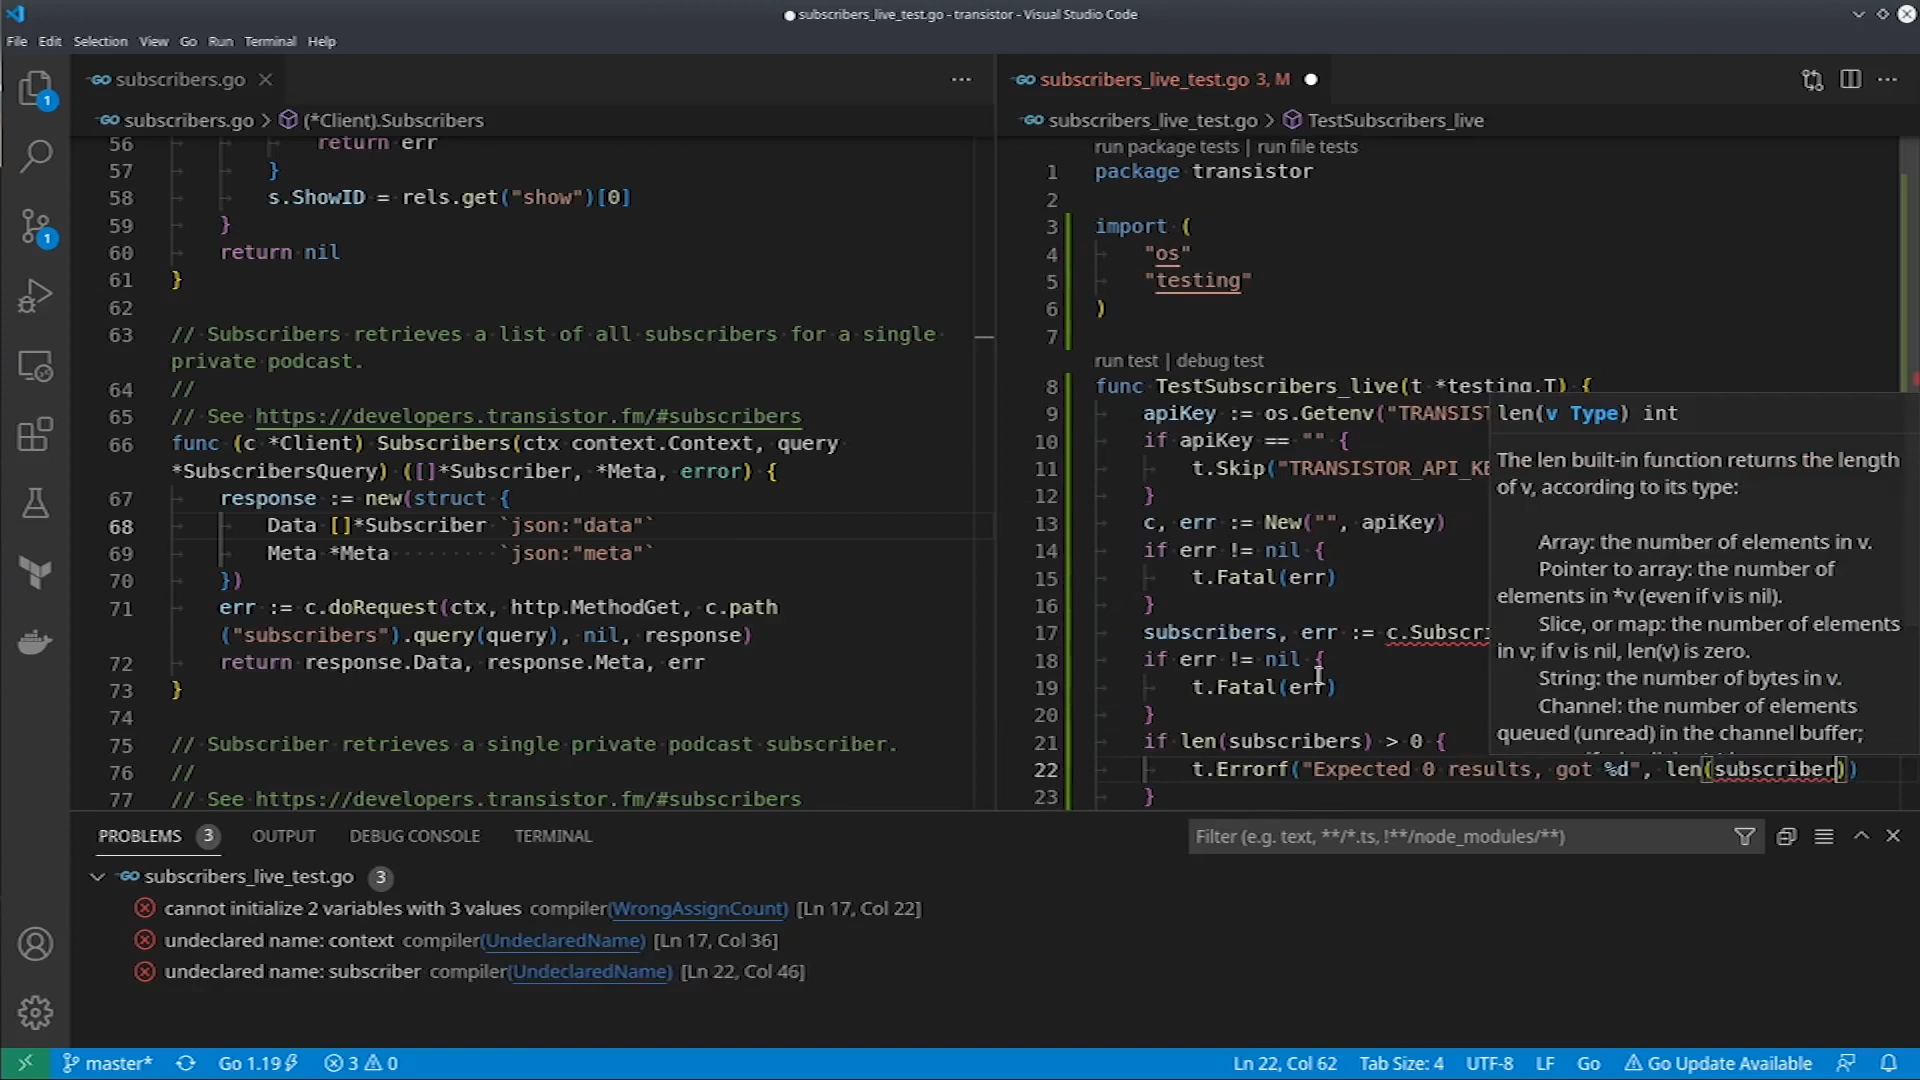 subscribers_live_test.go - transistor - Visual Studio Code
File Edit Selection View Go Run Terminal Help
subscribers.go
subscribers.go > (*Client).Subscribers
56 return err
57 }
58 s.ShowID = rels.get("show")[0]
59 }
60 return nil
61 }
62
63 // Subscribers retrieves a list of all subscribers for a single
private podcast.
64 //
65 // See https://developers.transistor.fm/#subscribers
66 func (c *Client) Subscribers(ctx context.Context, query
*SubscribersQuery) ([]*Subscriber, *Meta, error) {
67 response := new(struct {
68 Data []*Subscriber `json:"data"`
69 Meta *Meta `json:"meta"`
70 })
71 err := c.doRequest(ctx, http.MethodGet, c.path
("subscribers").query(query), nil, response)
72 return response.Data, response.Meta, err
73 }
74
75 // Subscriber retrieves a single private podcast subscriber.
76 //
77 // See https://developers.transistor.fm/#subscribers
subscribers_live_test.go 3, M
subscribers_live_test.go > TestSubscribers_live
run package tests | run file tests
1 package transistor
2
3 import (
4 "os"
5 "testing"
6 )
7
run test | debug test
8 func TestSubscribers_live(t *testing.T) {
9 apiKey := os.Getenv("TRANSIST
10 if apiKey == "" {
11 t.Skip("TRANSISTOR_API_KE
12 }
13 c, err := New("", apiKey)
14 if err != nil {
15 t.Fatal(err)
16 }
17 subscribers, err := c.Subscri
18 if err != nil {
19 t.Fatal(err)
20 }
21 if len(subscribers) > 0 {
22 t.Errorf("Expected 0 results, got %d", len(subscriber))
23 }
len(v Type) int
The len built-in function returns the length
of v, according to its type:
Array: the number of elements in v.
Pointer to array: the number of
elements in *v (even if v is nil).
Slice, or map: the number of elements
in v; if v is nil, len(v) is zero.
String: the number of bytes in v.
Channel: the number of elements
queued (unread) in the channel buffer;
PROBLEMS 3 OUTPUT DEBUG CONSOLE TERMINAL
Filter (e.g. text, **/*.ts, !**/node_modules/**)
subscribers_live_test.go 3
cannot initialize 2 variables with 3 values compiler(WrongAssignCount) [Ln 17, Col 22]
undeclared name: context compiler(UndeclaredName) [Ln 17, Col 36]
undeclared name: subscriber compiler(UndeclaredName) [Ln 22, Col 46]
master* Go 1.19 3 0
Ln 22, Col 62 Tab Size: 4 UTF-8 LF Go Go Update Available
1
1